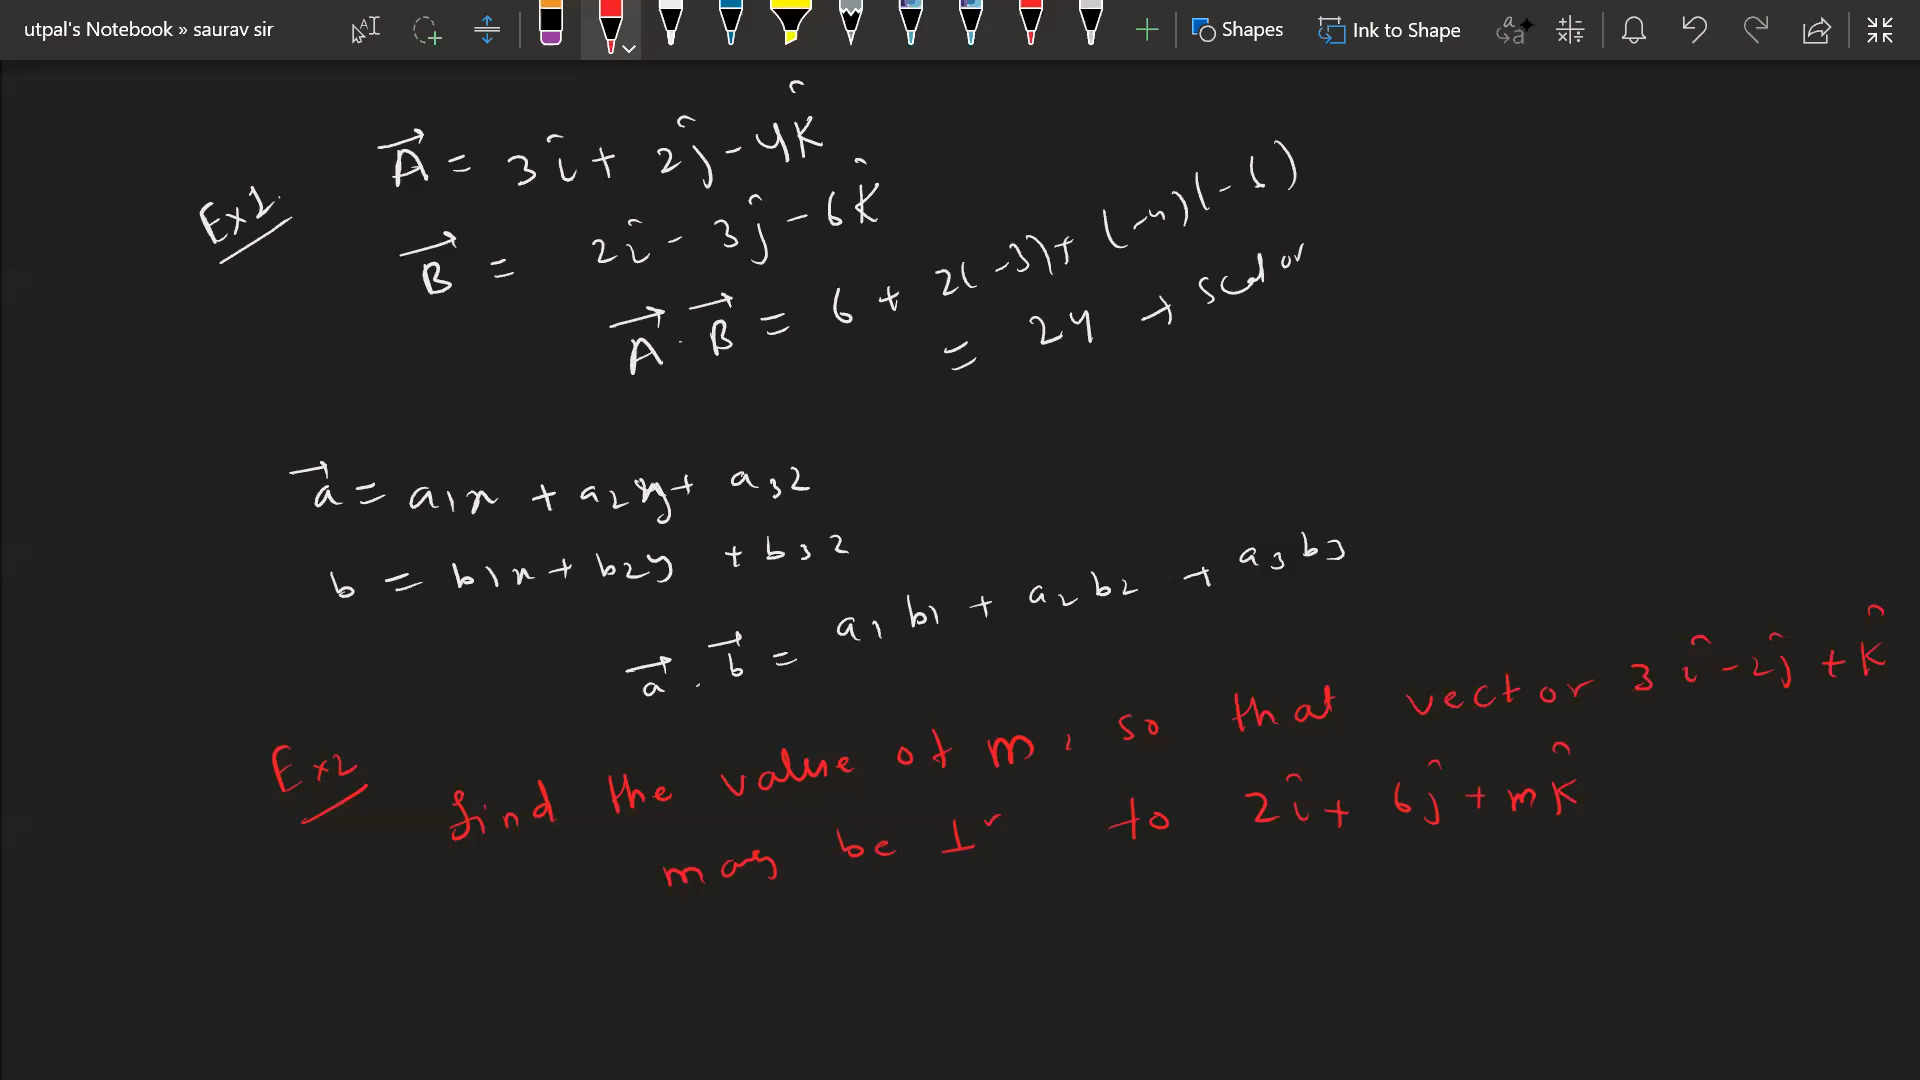 utpal's Notebook » saurav sir
Shapes
Ink to Shape
Ex1.
A⃗ = 3î + 2ĵ - 4k̂
B⃗ = 2î - 3ĵ - 6k̂
A⃗ . B⃗ = 6 + 2(-3) + (-4)(-6)
= 24 → scalar
a⃗ = a1x + a2y + a3z
b = b1x + b2y + b3z
a⃗ . b⃗ = a1b1 + a2b2 + a3b3
Ex2
find the value of m, so that vector 3î - 2ĵ + k̂
may be ⊥r to 2î + 6ĵ + mk̂